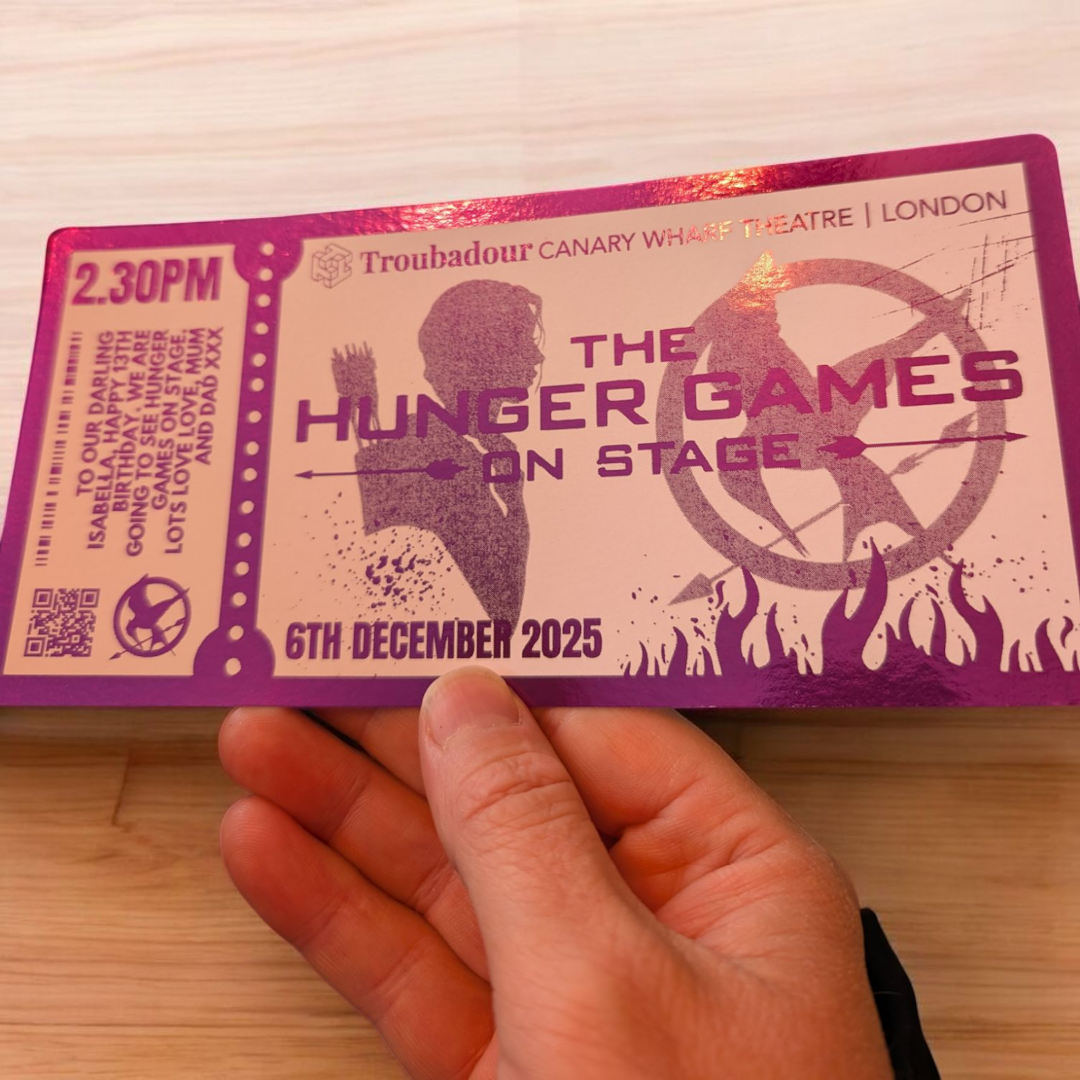 2.30PM
TO OUR DARLING
ISABELLA, HAPPY 13TH
BIRTHDAY. WE ARE
GOING TO SEE HUNGER
GAMES ON STAGE.
LOTS LOVE LOVE, MUM
AND DAD XXX
Troubadour CANARY WHARF THEATRE | LONDON
THE
HUNGER GAMES
ON STAGE
6TH DECEMBER 2025